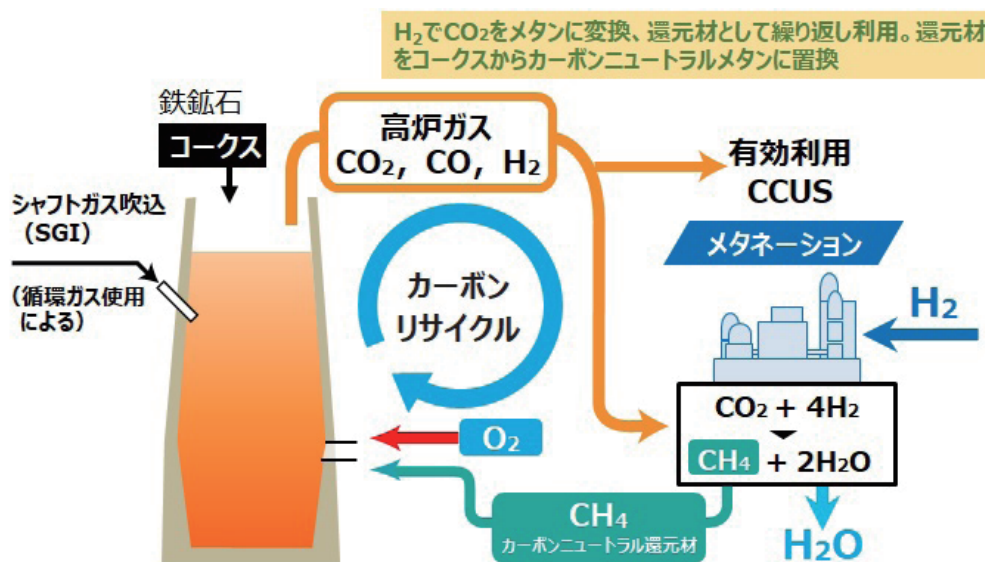 H₂でCO₂をメタンに変換、還元材として繰り返し利用。還元材
をコークスからカーボンニュートラルメタンに置換
鉄鉱石
コークス
高炉ガス
CO₂, CO, H₂
有効利用
CCUS
シャフトガス吹込
（SGI）
（循環ガス使用
による）
メタネーション
カーボン
リサイクル
H₂
CO₂ + 4H₂
CH₄ + 2H₂O
O₂
CH₄
カーボンニュートラル還元材
H₂O